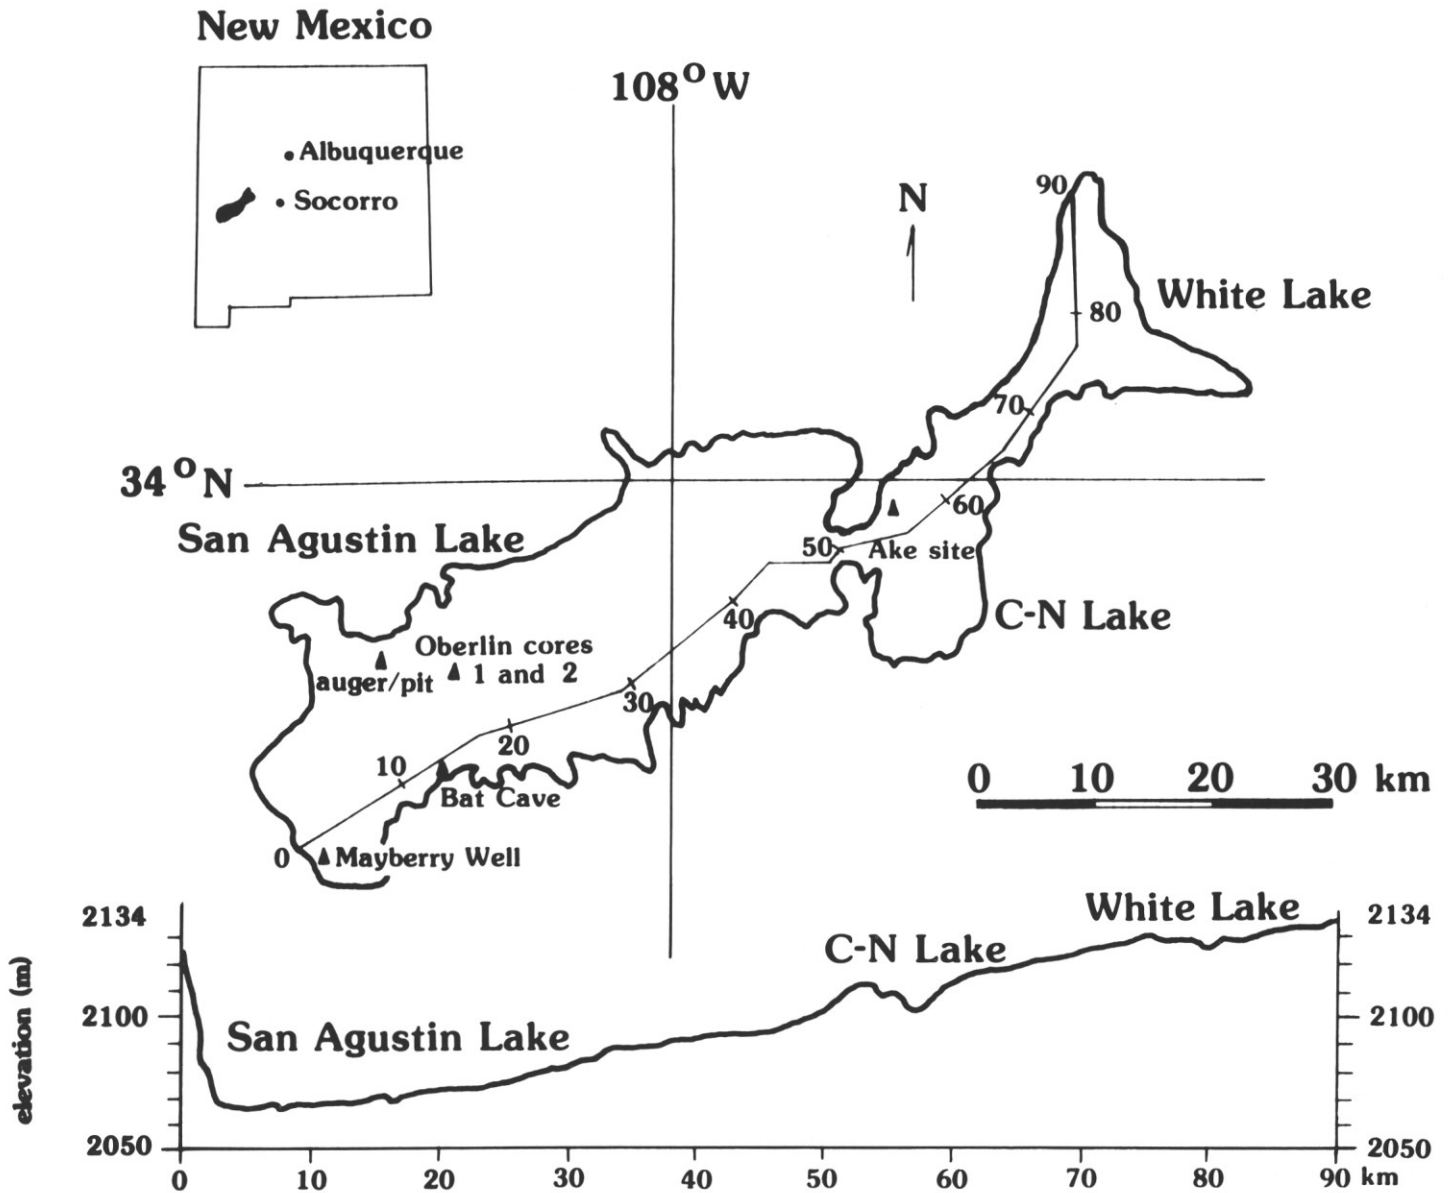 New Mexico
Albuquerque
Socorro
108° W
N
90
White Lake
80
70
34° N
60
San Agustin Lake
50
Ake site
C-N Lake
40
Oberlin cores
1 and 2
auger/pit
30
20
10
Bat Cave
0
Mayberry Well
0 10 20 30 km
White Lake
2134
2134
C-N Lake
2100
2100
San Agustin Lake
elevation (m)
2050
2050
0 10 20 30 40 50 60 70 80 90 km